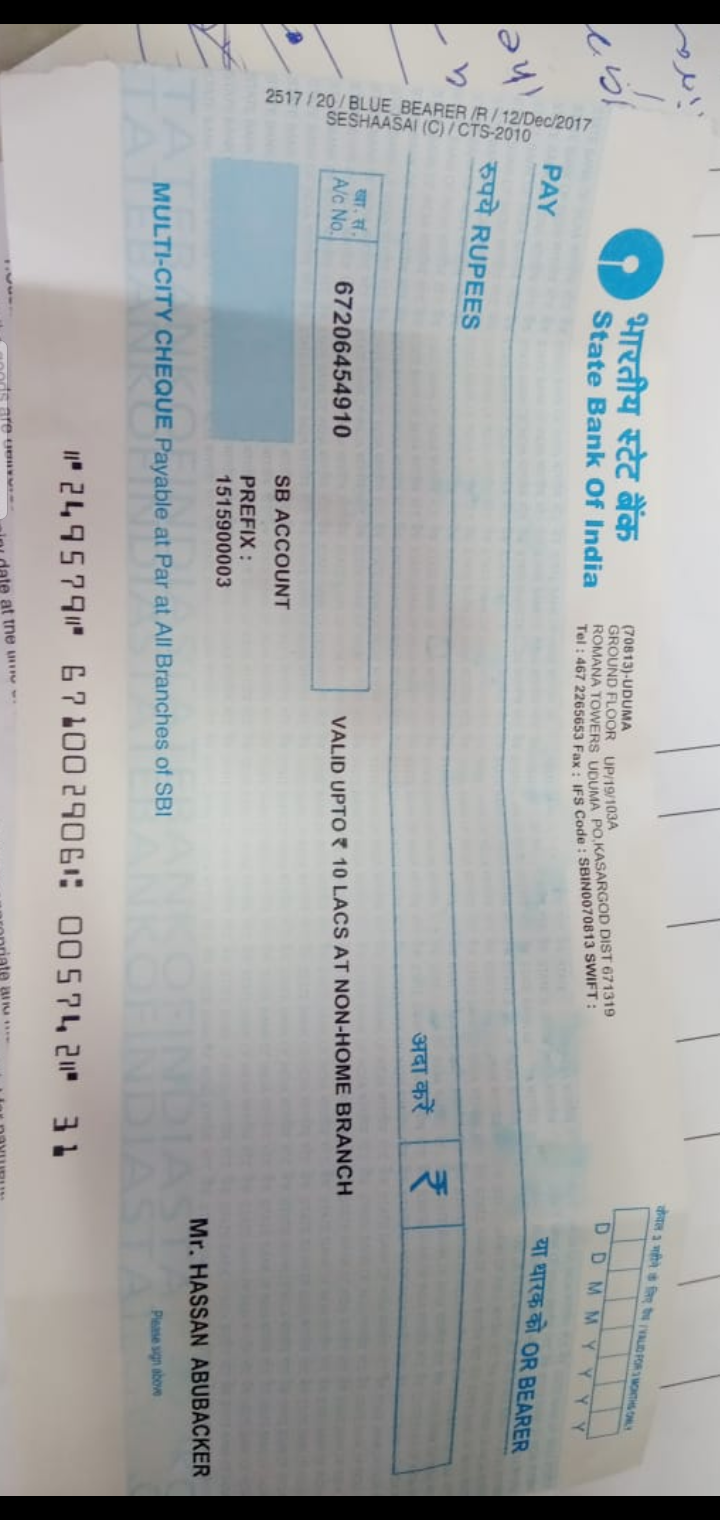 2517 / 20 / BLUE_BEARER /R / 12/Dec/2017
SESHAASAI (C) / CTS-2010
भारतीय स्टेट बैंक
State Bank Of India
(70813)-UDUMA
GROUND FLOOR UP/19/103A
ROMANA TOWERS UDUMA PO,KASARGOD DIST 671319
Tel : 467 2265653 Fax : IFS Code : SBIN0070813 SWIFT :
केवल 3 महीने के लिए वैध / VALID FOR 3 MONTHS ONLY
D D M M Y Y Y Y
PAY
या धारक को OR BEARER
रुपये RUPEES
अदा करें ₹
खा. सं.
A/c No.
67206454910
VALID UPTO ₹ 10 LACS AT NON-HOME BRANCH
SB ACCOUNT
PREFIX :
1515900003
Mr. HASSAN ABUBACKER
MULTI-CITY CHEQUE Payable at Par at All Branches of SBI
Please sign above
⑈249579⑈ 671002906⑆ 005742⑈ 31